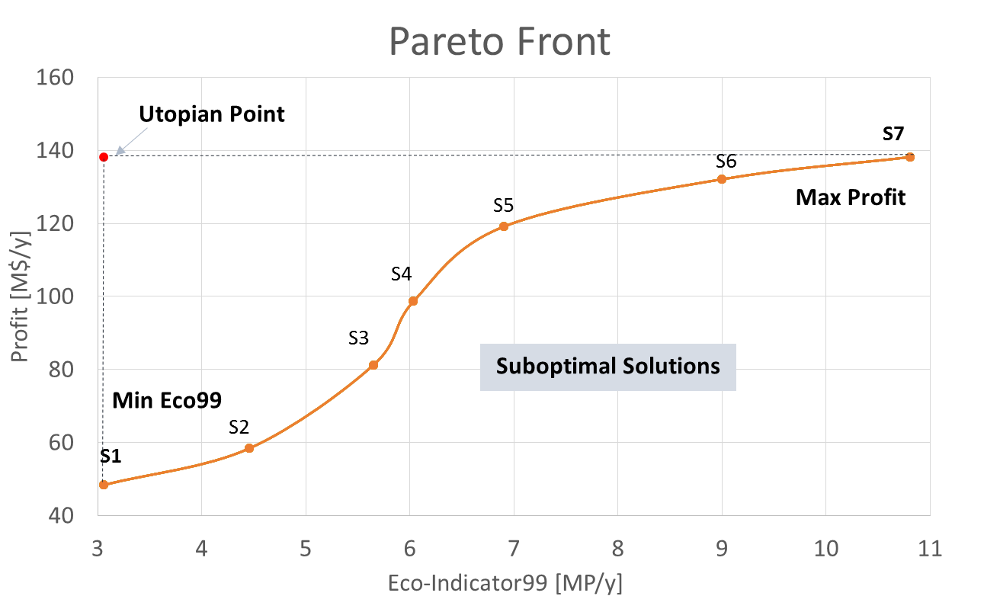 Pareto Front
160
Utopian Point
140
S7
S6
Max Profit
120
S5
100
S4
S3
Profit [M$/y]
80
Suboptimal Solutions
Min Eco99
S2
60
S1
40
3 4 5 6 7 8 9 10 11
Eco-Indicator99 [MP/y]